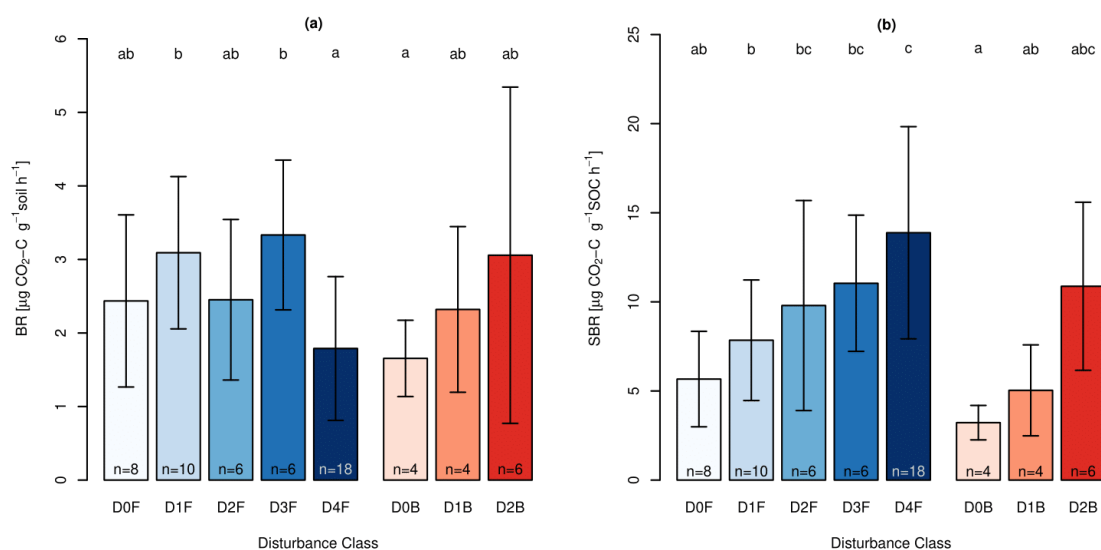 (a)
BR [µg CO₂–C g⁻¹soil h⁻¹]
6
5
4
3
2
1
0
ab b ab b a a ab ab
n=8 n=10 n=6 n=6 n=18 n=4 n=4 n=6
D0F D1F D2F D3F D4F D0B D1B D2B
Disturbance Class
(b)
SBR [µg CO₂–C g⁻¹SOC h⁻¹]
25
20
15
10
5
0
ab b bc bc c a ab abc
n=8 n=10 n=6 n=6 n=18 n=4 n=4 n=6
D0F D1F D2F D3F D4F D0B D1B D2B
Disturbance Class